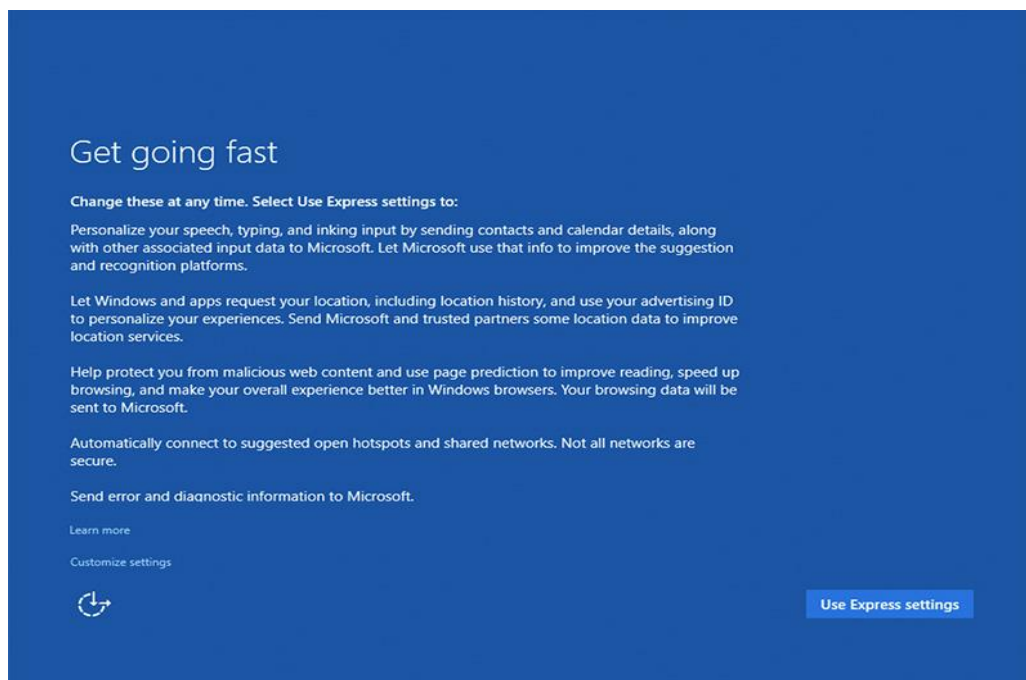 Get going fast
Change these at any time. Select Use Express settings to:
Personalize your speech, typing, and inking input by sending contacts and calendar details, along
with other associated input data to Microsoft. Let Microsoft use that info to improve the suggestion
and recognition platforms.
Let Windows and apps request your location, including location history, and use your advertising ID
to personalize your experiences. Send Microsoft and trusted partners some location data to improve
location services.
Help protect you from malicious web content and use page prediction to improve reading, speed up
browsing, and make your overall experience better in Windows browsers. Your browsing data will be
sent to Microsoft.
Automatically connect to suggested open hotspots and shared networks. Not all networks are
secure.
Send error and diagnostic information to Microsoft.
Learn more
Customize settings
Use Express settings